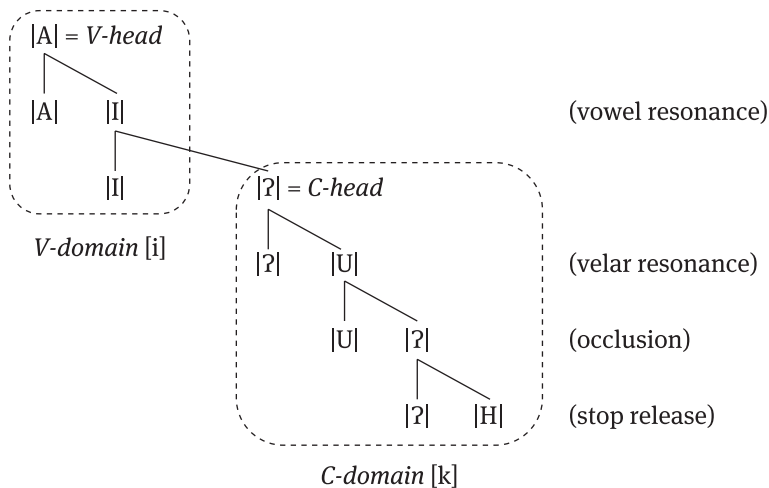 |A| = V-head
|A| |I| (vowel resonance)
|I| |ʔ| = C-head
V-domain [i]
|ʔ| |U| (velar resonance)
|U| |ʔ| (occlusion)
|ʔ| |H| (stop release)
C-domain [k]